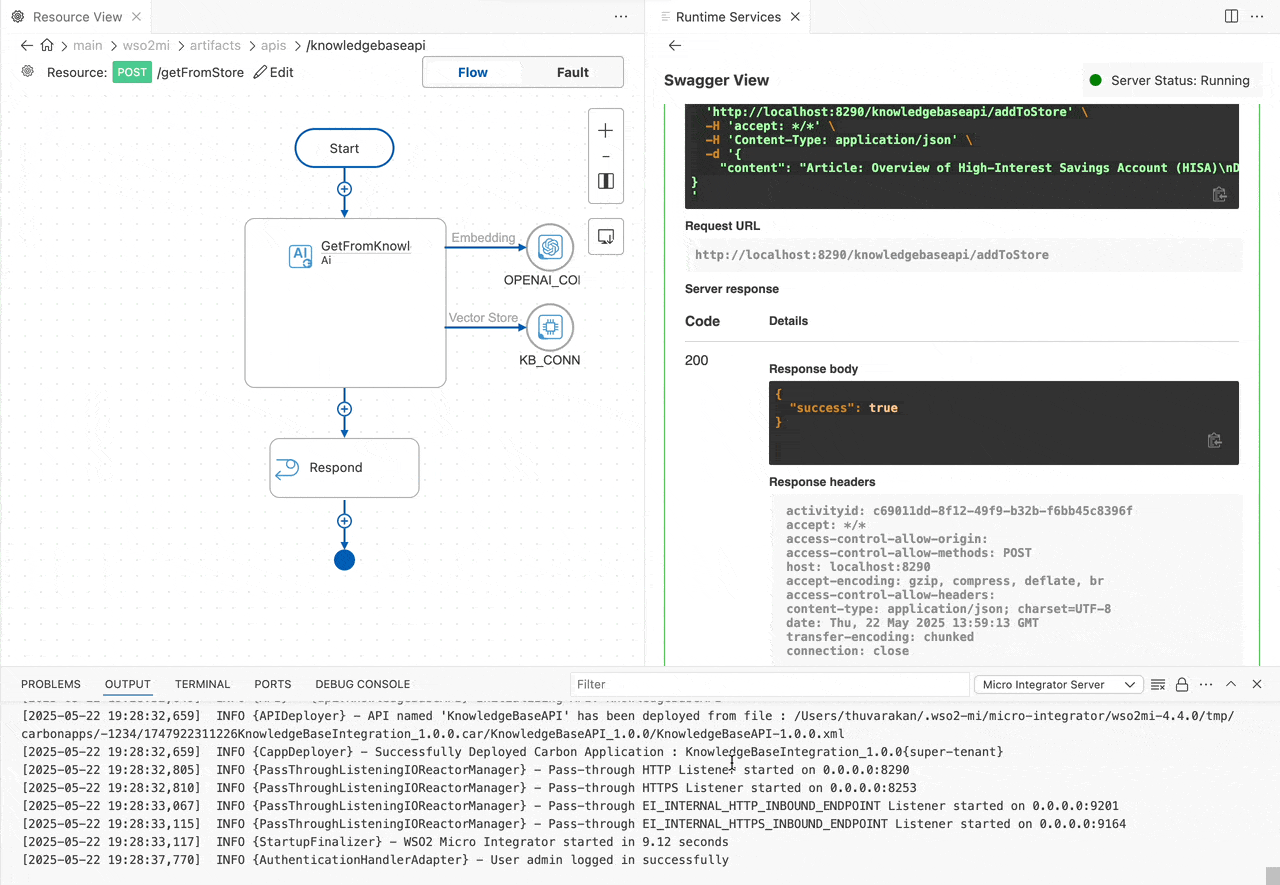 Resource View
Runtime Services
main
wso2mi
artifacts
apis
/knowledgebaseapi
Resource:
POST
/getFromStore
Edit
Flow
Fault
Start
AI
GetFromKnowl
Ai
Embedding
OPENAI_CO
Vector Store
KB_CONN
Respond
Swagger View
Server Status: Running
'http://localhost:8290/knowledgebaseapi/addToStore' \
-H 'accept: */*' \
-H 'Content-Type: application/json' \
-d '{
"content": "Article: Overview of High-Interest Savings Account (HISA)\nD
}
'
Request URL
http://localhost:8290/knowledgebaseapi/addToStore
Server response
Code
Details
200
Response body
{
"success": true
}
Response headers
activityid: c69011dd-8f12-49f9-b32b-f6bb45c8396f
accept: */*
access-control-allow-origin:
access-control-allow-methods: POST
host: localhost:8290
accept-encoding: gzip, compress, deflate, br
access-control-allow-headers:
content-type: application/json; charset=UTF-8
date: Thu, 22 May 2025 13:59:13 GMT
transfer-encoding: chunked
connection: close
PROBLEMS
OUTPUT
TERMINAL
PORTS
DEBUG CONSOLE
Filter
Micro Integrator Server
[2025-05-22 19:28:32,659]  INFO {APIDeployer} - API named 'KnowledgeBaseAPI' has been deployed from file : /Users/thuvarakan/.wso2-mi/micro-integrator/wso2mi-4.4.0/tmp/
carbonapps/-1234/1747922311226KnowledgeBaseIntegration_1.0.0.car/KnowledgeBaseAPI_1.0.0/KnowledgeBaseAPI-1.0.0.xml
[2025-05-22 19:28:32,659]  INFO {CappDeployer} - Successfully Deployed Carbon Application : KnowledgeBaseIntegration_1.0.0{super-tenant}
[2025-05-22 19:28:32,805]  INFO {PassThroughListeningIOReactorManager} - Pass-through HTTP Listener started on 0.0.0.0:8290
[2025-05-22 19:28:32,810]  INFO {PassThroughListeningIOReactorManager} - Pass-through HTTPS Listener started on 0.0.0.0:8253
[2025-05-22 19:28:33,067]  INFO {PassThroughListeningIOReactorManager} - Pass-through EI_INTERNAL_HTTP_INBOUND_ENDPOINT Listener started on 0.0.0.0:9201
[2025-05-22 19:28:33,115]  INFO {PassThroughListeningIOReactorManager} - Pass-through EI_INTERNAL_HTTPS_INBOUND_ENDPOINT Listener started on 0.0.0.0:9164
[2025-05-22 19:28:33,117]  INFO {StartupFinalizer} - WSO2 Micro Integrator started in 9.12 seconds
[2025-05-22 19:28:37,770]  INFO {AuthenticationHandlerAdapter} - User admin logged in successfully